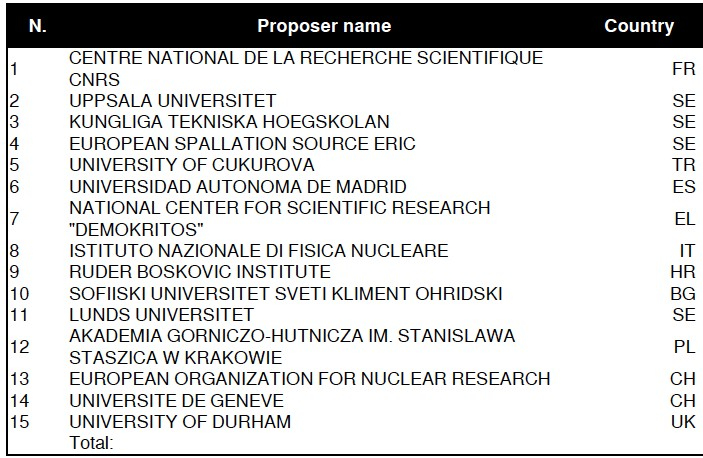 N. Proposer name Country
1 CENTRE NATIONAL DE LA RECHERCHE SCIENTIFIQUE
CNRS FR
2 UPPSALA UNIVERSITET SE
3 KUNGLIGA TEKNISKA HOEGSKOLAN SE
4 EUROPEAN SPALLATION SOURCE ERIC SE
5 UNIVERSITY OF CUKUROVA TR
6 UNIVERSIDAD AUTONOMA DE MADRID ES
7 NATIONAL CENTER FOR SCIENTIFIC RESEARCH
"DEMOKRITOS" EL
8 ISTITUTO NAZIONALE DI FISICA NUCLEARE IT
9 RUDER BOSKOVIC INSTITUTE HR
10 SOFIISKI UNIVERSITET SVETI KLIMENT OHRIDSKI BG
11 LUNDS UNIVERSITET SE
12 AKADEMIA GORNICZO-HUTNICZA IM. STANISLAWA
STASZICA W KRAKOWIE PL
13 EUROPEAN ORGANIZATION FOR NUCLEAR RESEARCH CH
14 UNIVERSITE DE GENEVE CH
15 UNIVERSITY OF DURHAM UK
Total: